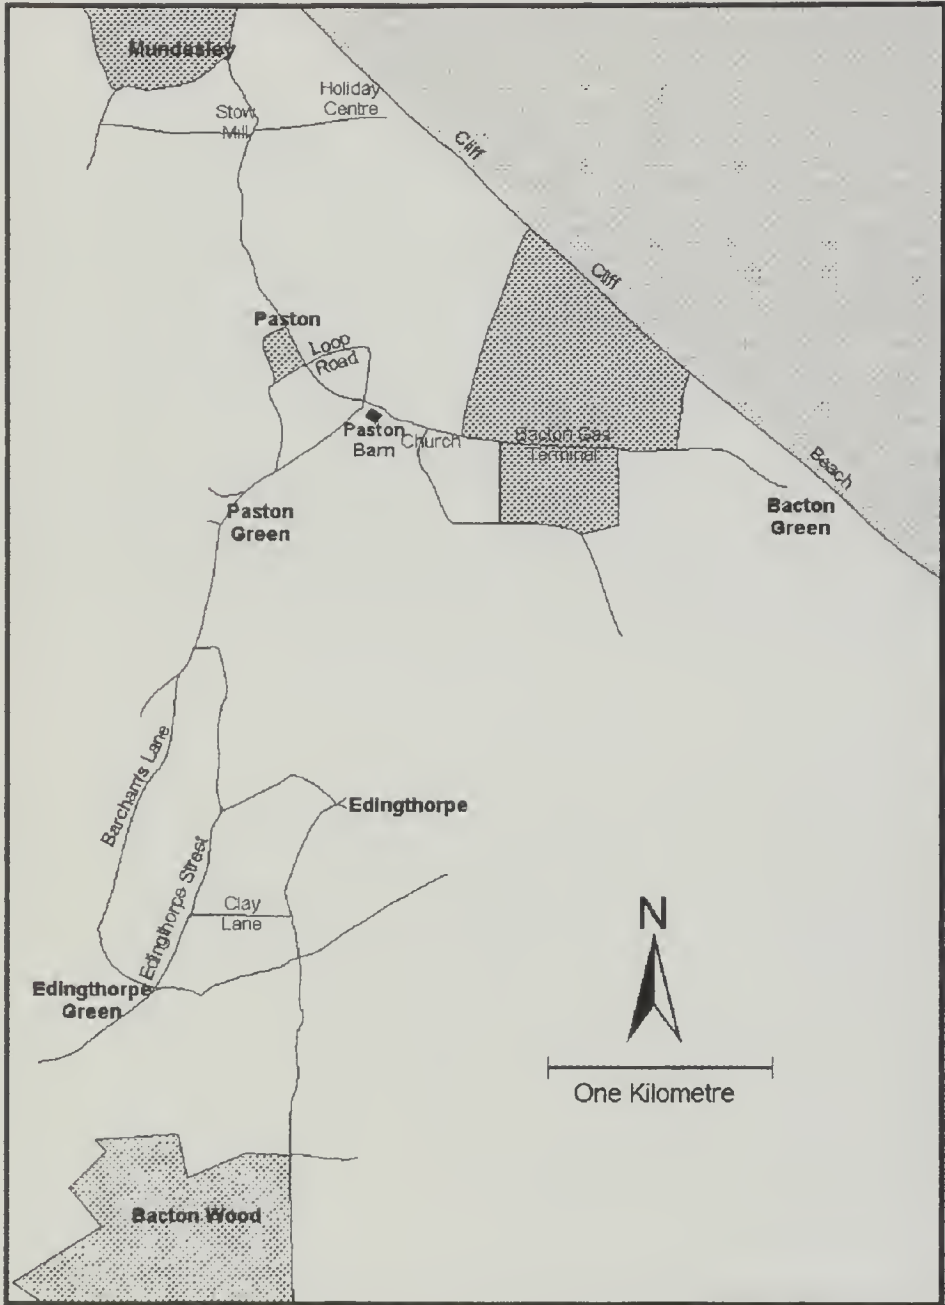 Mundesley
Holiday
Centre
Stow
Mill
Cliff
Cliff
Paston
Loop
Road
Paston
Barn
Church
Bacton Gas
Terminal
Beach
Bacton
Green
Paston
Green
Barchams Lane
Edingthorpe
Edingthorpe Street
Clay
Lane
N
Edingthorpe
Green
One Kilometre
Bacton Wood